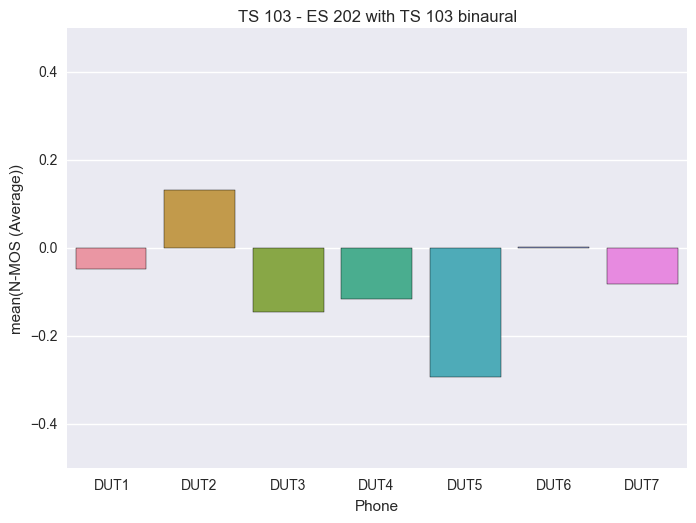 TS 103 - ES 202 with TS 103 binaural
0.4
0.2
0.0
−0.2
−0.4
mean(N-MOS (Average))
DUT1 DUT2 DUT3 DUT4 DUT5 DUT6 DUT7
Phone